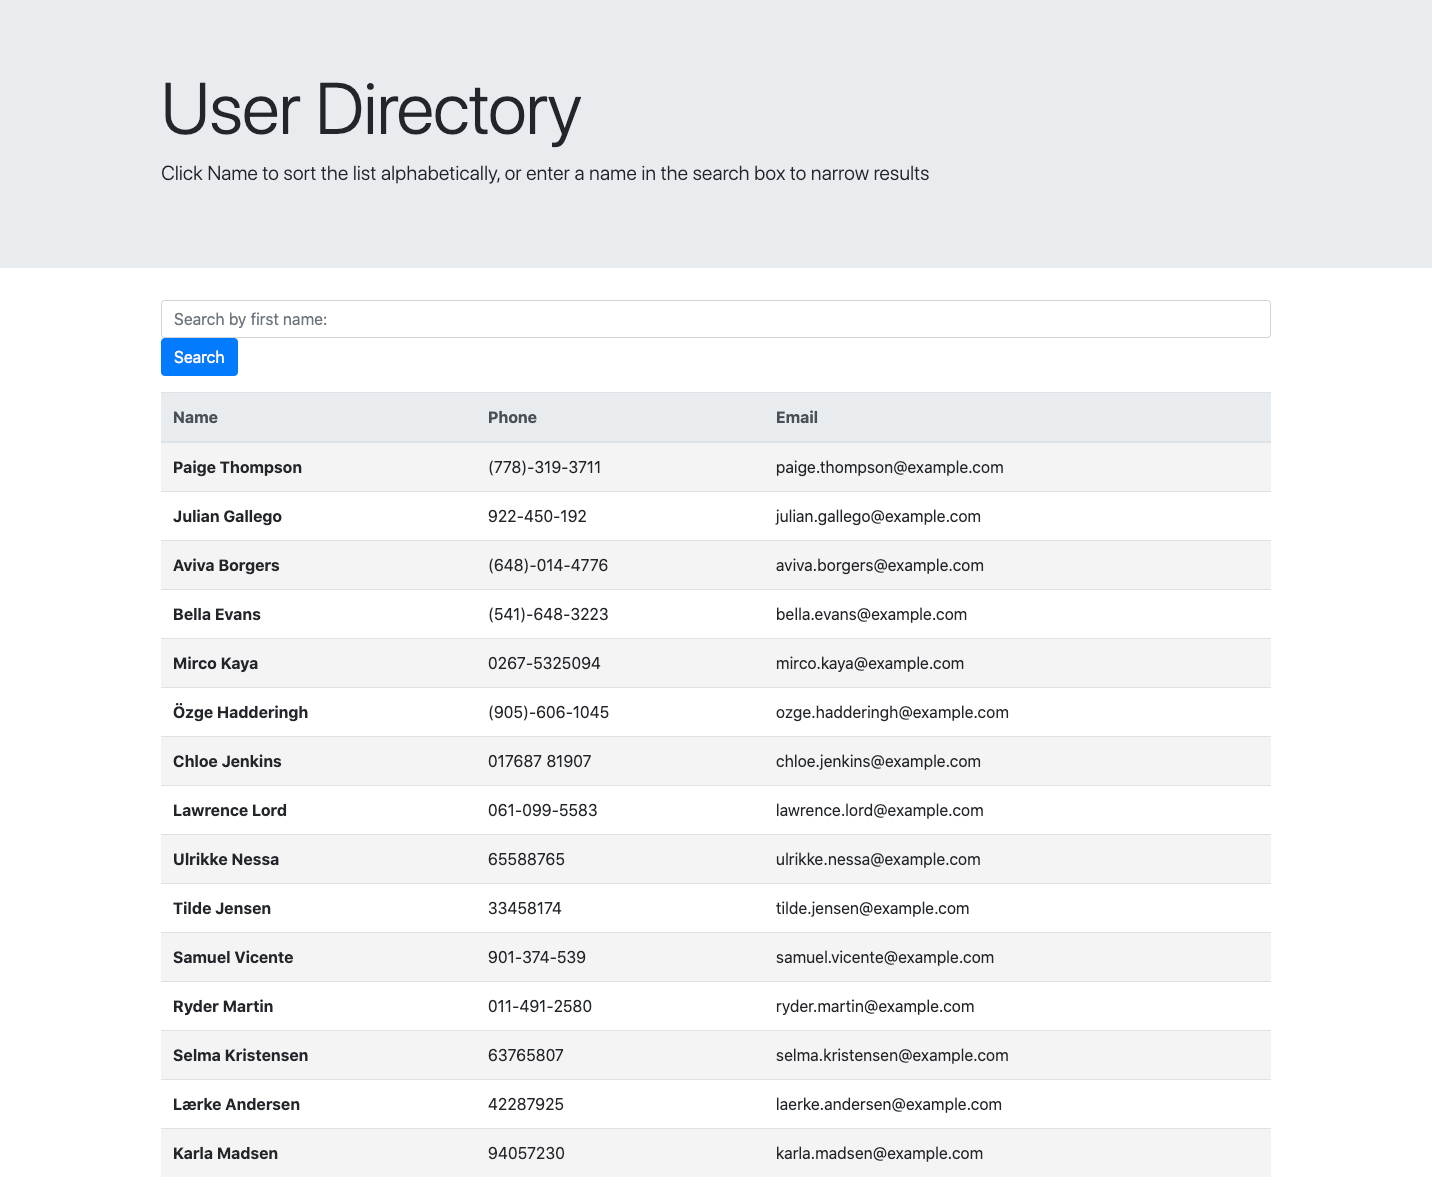 User Directory
Click Name to sort the list alphabetically, or enter a name in the search box to narrow results
Search by first name:
Search
Name Phone Email
Paige Thompson (778)-319-3711 paige.thompson@example.com
Julian Gallego 922-450-192 julian.gallego@example.com
Aviva Borgers (648)-014-4776 aviva.borgers@example.com
Bella Evans (541)-648-3223 bella.evans@example.com
Mirco Kaya 0267-5325094 mirco.kaya@example.com
Özge Hadderingh (905)-606-1045 ozge.hadderingh@example.com
Chloe Jenkins 017687 81907 chloe.jenkins@example.com
Lawrence Lord 061-099-5583 lawrence.lord@example.com
Ulrikke Nessa 65588765 ulrikke.nessa@example.com
Tilde Jensen 33458174 tilde.jensen@example.com
Samuel Vicente 901-374-539 samuel.vicente@example.com
Ryder Martin 011-491-2580 ryder.martin@example.com
Selma Kristensen 63765807 selma.kristensen@example.com
Lærke Andersen 42287925 laerke.andersen@example.com
Karla Madsen 94057230 karla.madsen@example.com